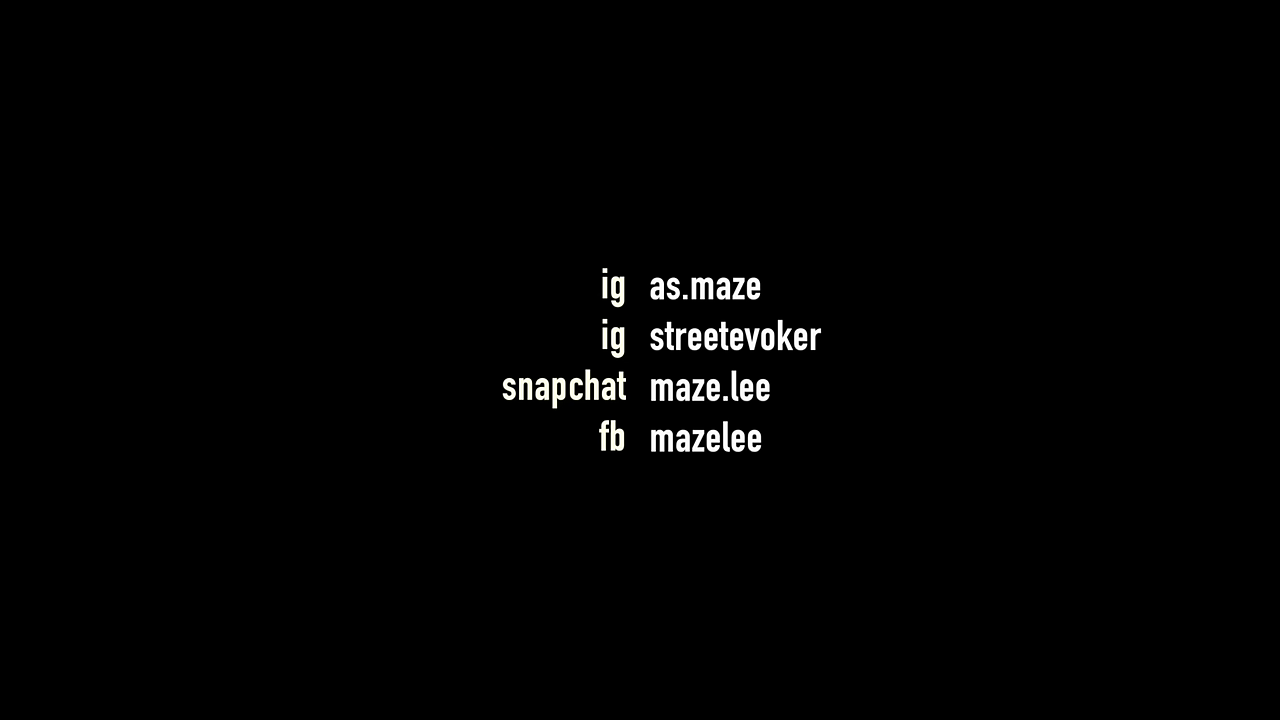 ig as.maze
ig streetevoker
snapchat maze.lee
fb mazelee